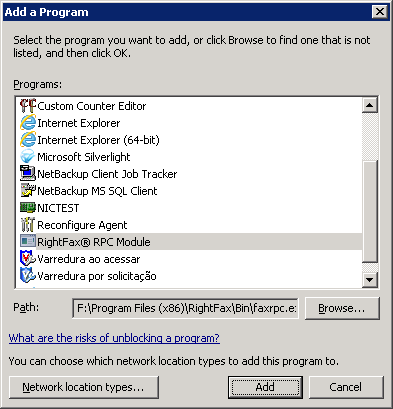 Add a Program
Select the program you want to add, or click Browse to find one that is not
listed, and then click OK.
Programs:
Custom Counter Editor
Internet Explorer
Internet Explorer (64-bit)
Microsoft Silverlight
NetBackup Client Job Tracker
NetBackup MS SQL Client
NICTEST
Reconfigure Agent
RightFax® RPC Module
Varredura ao acessar
Varredura por solicitação
Path:
F:\Program Files (x86)\RightFax\Bin\faxrpc.e
Browse...
What are the risks of unblocking a program?
You can choose which network location types to add this program to.
Network location types...
Add
Cancel